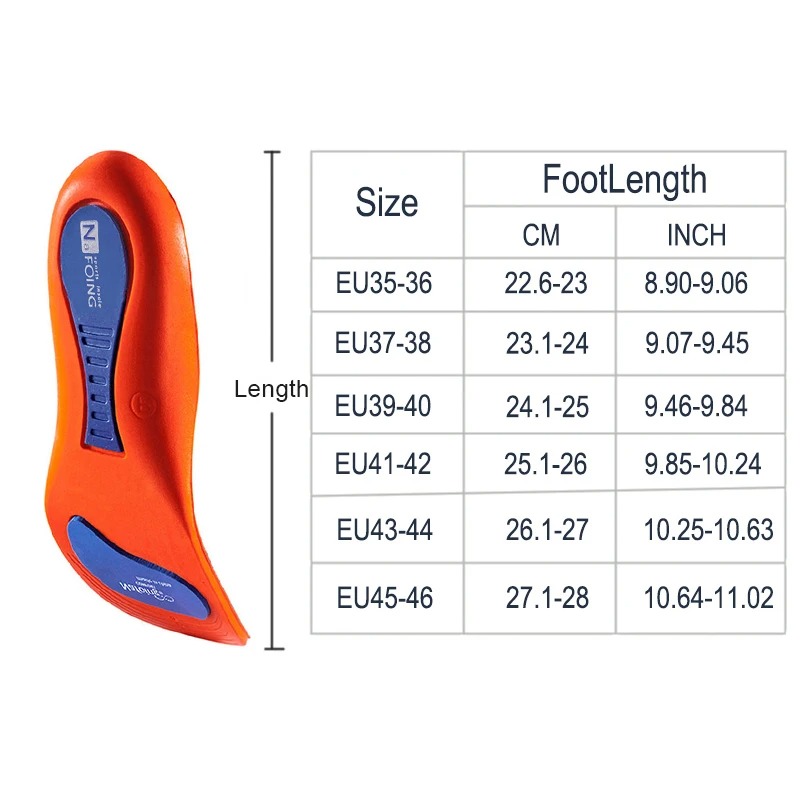 Size
FootLength
CM
INCH
EU35-36
22.6-23
8.90-9.06
EU37-38
23.1-24
9.07-9.45
EU39-40
24.1-25
9.46-9.84
EU41-42
25.1-26
9.85-10.24
EU43-44
26.1-27
10.25-10.63
EU45-46
27.1-28
10.64-11.02
Length
N
FOING